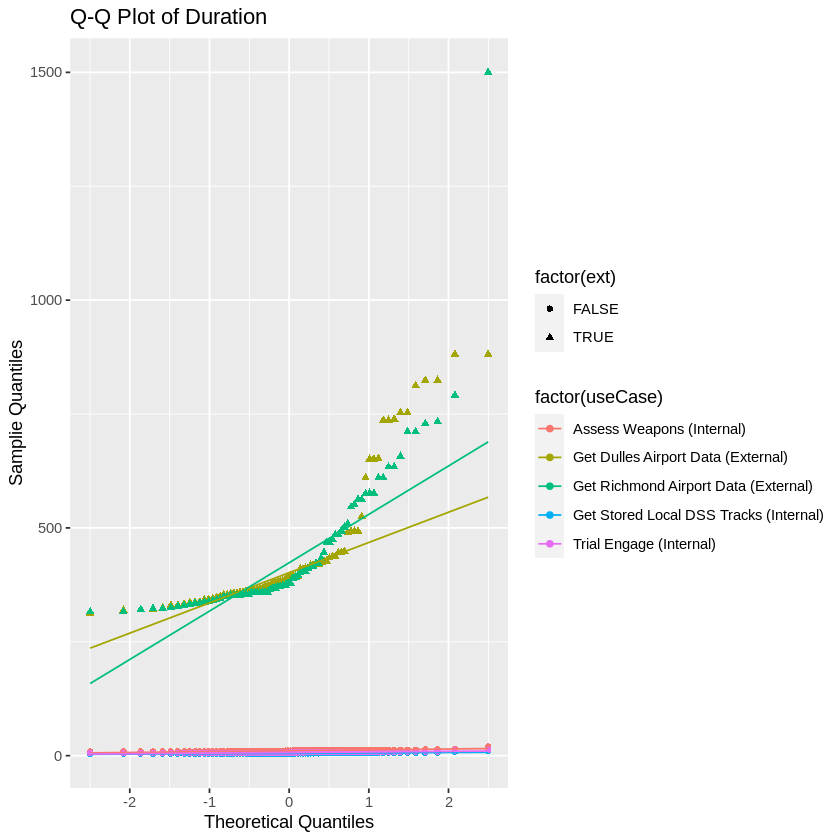 Q-Q Plot of Duration
1500
1000
500
0
Samplie Quantiles
-2
-1
0
1
2
Theoretical Quantiles
factor(ext)
FALSE
TRUE
factor(useCase)
Assess Weapons (Internal)
Get Dulles Airport Data (External)
Get Richmond Airport Data (External)
Get Stored Local DSS Tracks (Internal)
Trial Engage (Internal)